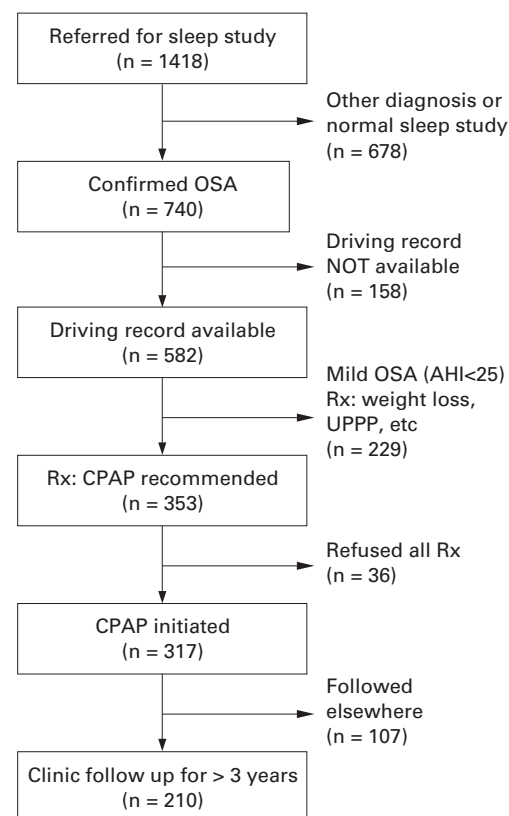 Referred for sleep study
(n = 1418)
Other diagnosis or
normal sleep study
(n = 678)
Confirmed OSA
(n = 740)
Driving record
NOT available
(n = 158)
Driving record available
(n = 582)
Mild OSA (AHI<25)
Rx: weight loss,
UPPP, etc
(n = 229)
Rx: CPAP recommended
(n = 353)
Refused all Rx
(n = 36)
CPAP initiated
(n = 317)
Followed
elsewhere
(n = 107)
Clinic follow up for > 3 years
(n = 210)